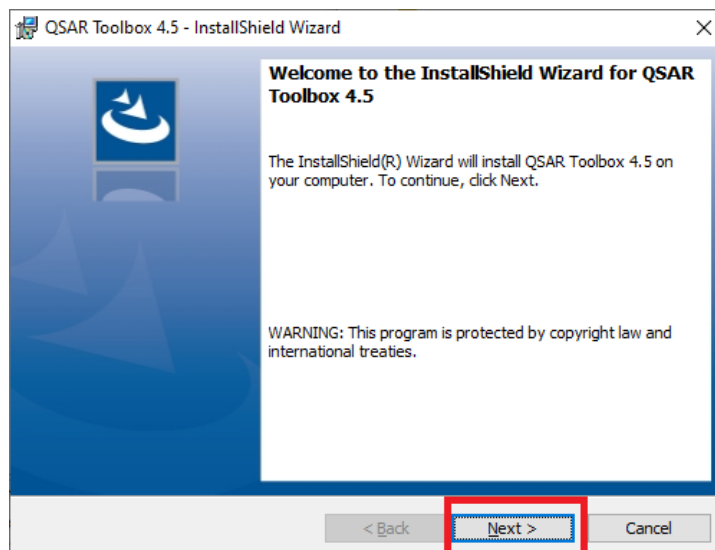 QSAR Toolbox 4.5 - InstallShield Wizard
Welcome to the InstallShield Wizard for QSAR
Toolbox 4.5
The InstallShield(R) Wizard will install QSAR Toolbox 4.5 on
your computer. To continue, click Next.
WARNING: This program is protected by copyright law and
international treaties.
< Back
Next >
Cancel